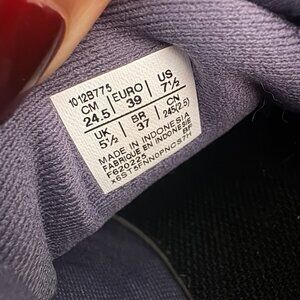 1012B775
CM EURO US
24.5 39 7½
UK BR CH
5½ 37 245(2.5)
MADE IN INDONESIA
FABRIQUE EN INDONESIE